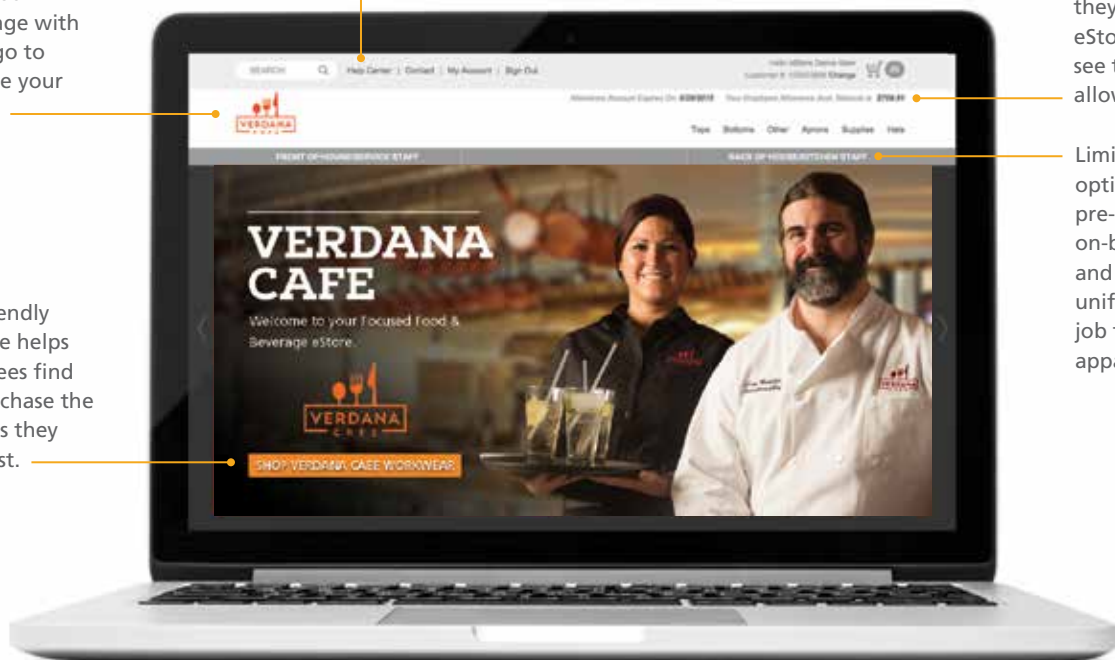 nge with
go to
e your
they
eSto
see t
allow
SEARCH
Help Center | Contact | My Account | Sign Out
Change
VERDANA
CAFE
Tops Bottoms Other Aprons Supplies Hats
FRONT OF HOUSE/SERVICE STAFF
BACK OF HOUSE/KITCHEN STAFF
Limi
opti
pre-
on-b
and
unif
job
appa
VERDANA
CAFE
Welcome to your Focused Food &
Beverage eStore.
VERDANA
CAFE
SHOP VERDANA CAFE WORKWEAR
endly
e helps
ees find
chase the
s they
st.